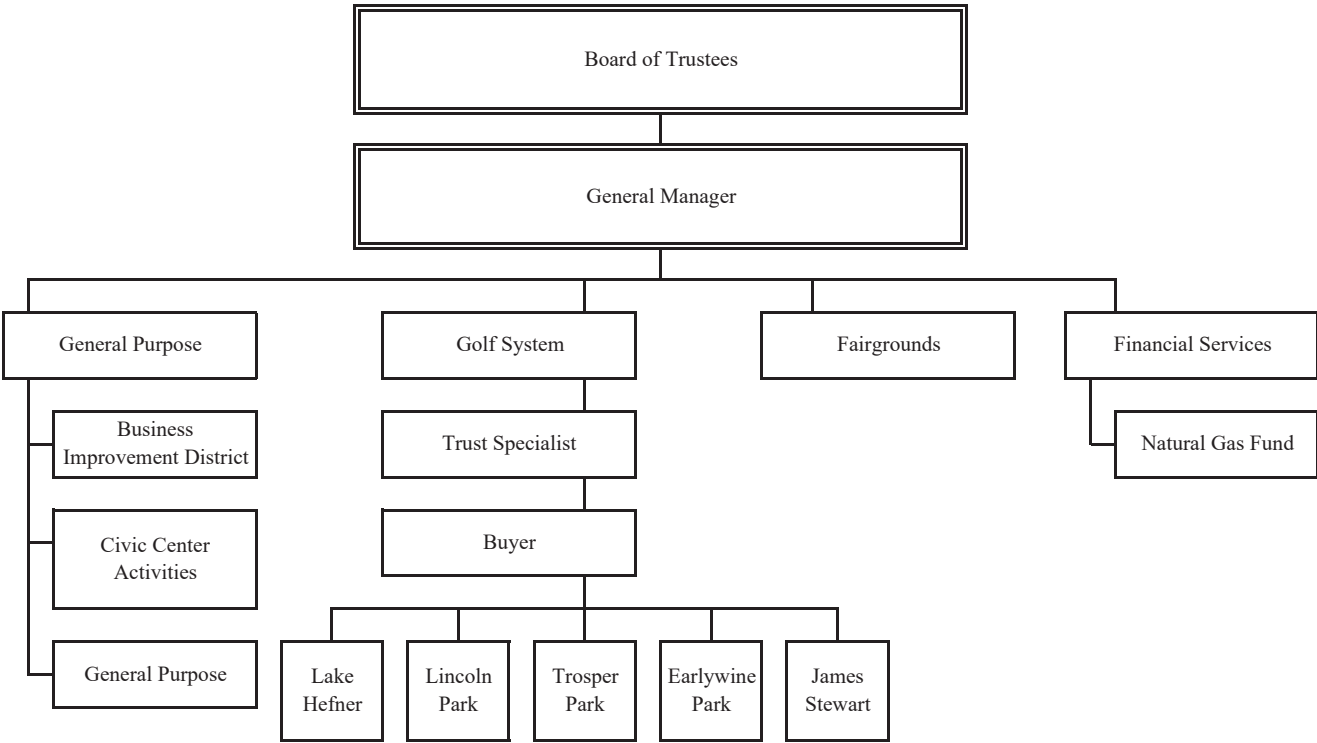 Board of Trustees
General Manager
General Purpose
Golf System
Fairgrounds
Financial Services
Business
Improvement District
Trust Specialist
Natural Gas Fund
Civic Center
Activities
Buyer
General Purpose
Lake
Hefner
Lincoln
Park
Trosper
Park
Earlywine
Park
James
Stewart